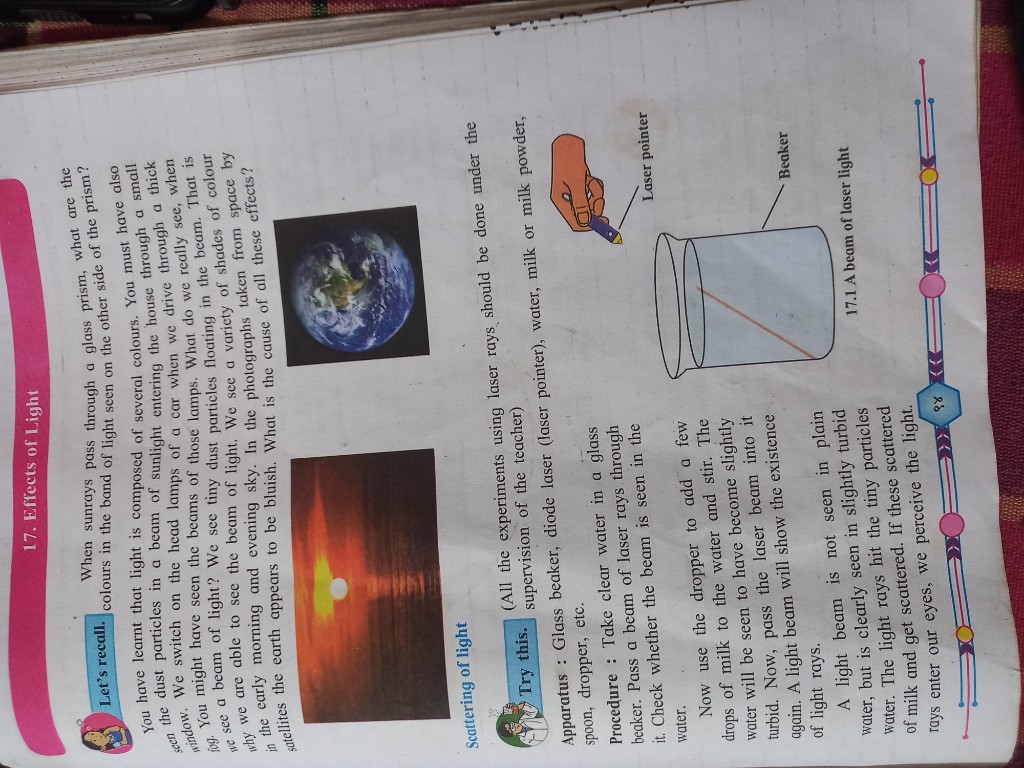 17. Effects of Light
Let's recall.
When sunrays pass through a glass prism, what are the
colours in the band of light seen on the other side of the prism?
You have learnt that light is composed of several colours. You must have also
seen the dust particles in a beam of sunlight entering the house through a small
window. We switch on the head lamps of a car when we drive through a thick
fog. You might have seen the beams of those lamps. What do we really see, when
we see a beam of light? We see tiny dust particles floating in the beam. That is
why we are able to see the beam of light. We see a variety of shades of colour
in the early morning and evening sky. In the photographs taken from space by
satellites the earth appears to be bluish. What is the cause of all these effects?
Scattering of light
Try this.
(All the experiments using laser rays should be done under the
supervision of the teacher)
Apparatus : Glass beaker, diode laser (laser pointer), water, milk or milk powder,
spoon, dropper, etc.
Procedure : Take clear water in a glass
beaker. Pass a beam of laser rays through
it. Check whether the beam is seen in the
water.
Now use the dropper to add a few
drops of milk to the water and stir. The
water will be seen to have become slightly
turbid. Now, pass the laser beam into it
again. A light beam will show the existence
of light rays.
A light beam is not seen in plain
water, but is clearly seen in slightly turbid
water. The light rays hit the tiny particles
of milk and get scattered. If these scattered
rays enter our eyes, we perceive the light.
Laser pointer
Beaker
17.1 A beam of laser light